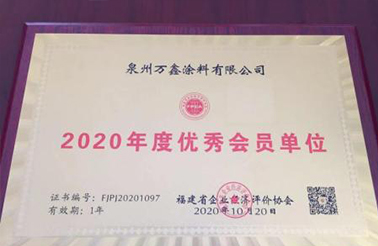 泉州万鑫涂料有限公司
2020年度优秀会员单位
证书编号：FJPJ20201097
有效期：1年
福建省企业经济评价协会
2020年10月20日